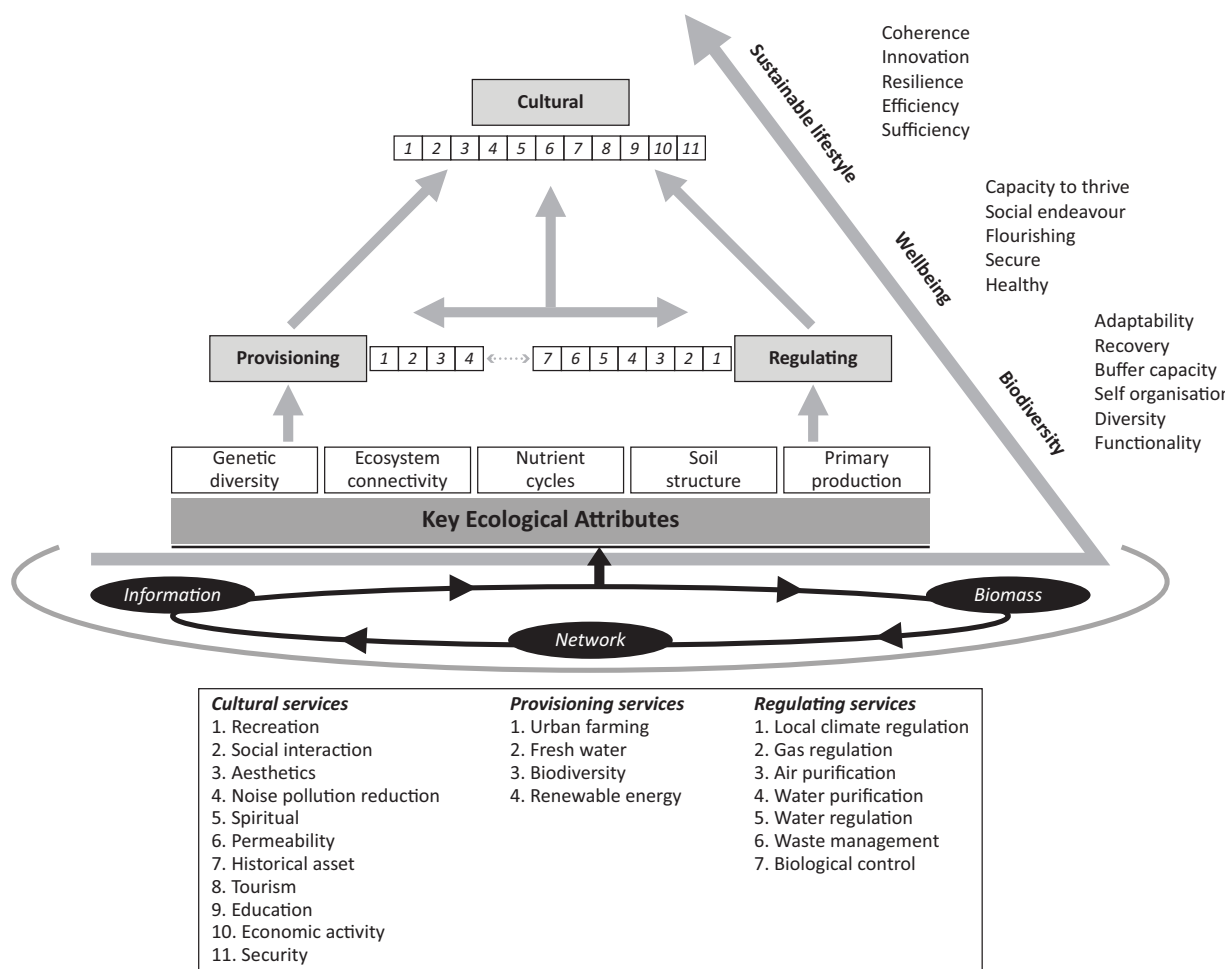 Coherence
Innovation
Resilience
Efficiency
Sufficiency
Sustainable lifestyle
Cultural
1 2 3 4 5 6 7 8 9 10 11
Capacity to thrive
Social endeavour
Flourishing
Secure
Healthy
Wellbeing
Adaptability
Recovery
Buffer capacity
Self organisation
Diversity
Functionality
Biodiversity
Provisioning
1 2 3 4
7 6 5 4 3 2 1
Regulating
Genetic
diversity
Ecosystem
connectivity
Nutrient
cycles
Soil
structure
Primary
production
Key Ecological Attributes
Information
Biomass
Network
Cultural services
1. Recreation
2. Social interaction
3. Aesthetics
4. Noise pollution reduction
5. Spiritual
6. Permeability
7. Historical asset
8. Tourism
9. Education
10. Economic activity
11. Security
Provisioning services
1. Urban farming
2. Fresh water
3. Biodiversity
4. Renewable energy
Regulating services
1. Local climate regulation
2. Gas regulation
3. Air purification
4. Water purification
5. Water regulation
6. Waste management
7. Biological control